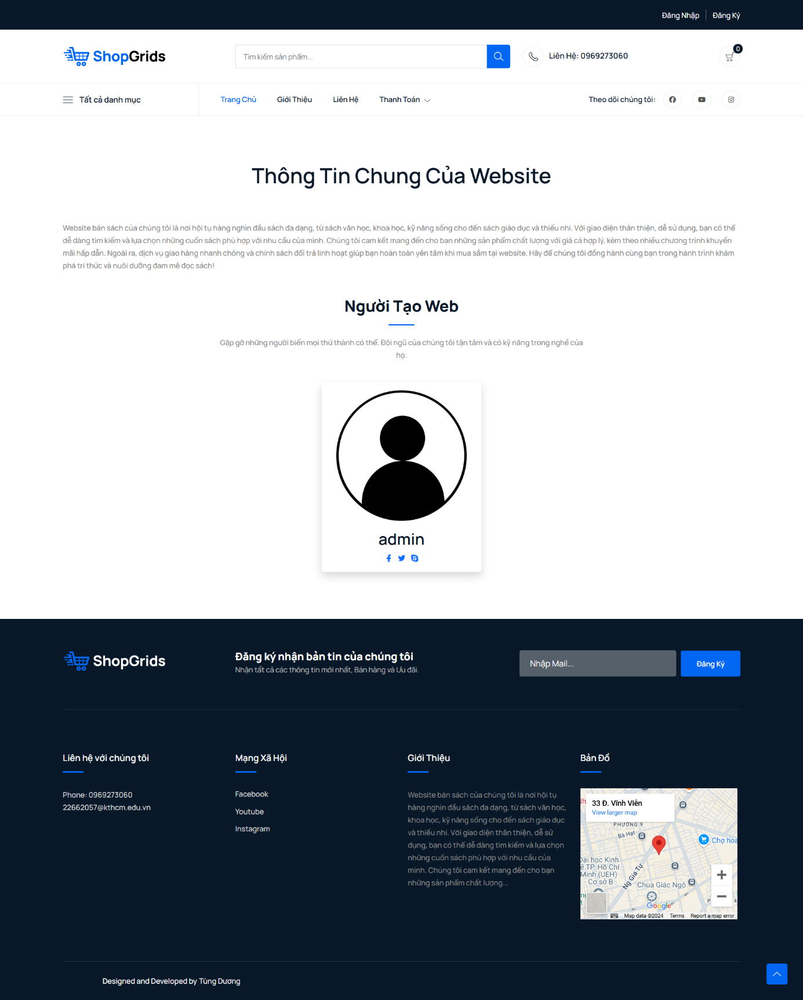 Đăng Nhập Đăng Ký
ShopGrids
Tìm kiếm sản phẩm...
Liên Hệ: 0969273060
0
Tất cả danh mục
Trang Chủ
Giới Thiệu
Liên Hệ
Thanh Toán
Theo dõi chúng tôi:
Thông Tin Chung Của Website
Website bán sách của chúng tôi là nơi hội tụ hàng nghìn đầu sách đa dạng, từ sách văn học, khoa học, kỹ năng sống cho đến sách giáo dục và thiếu nhi. Với giao diện thân thiện, dễ sử dụng, bạn có thể
dễ dàng tìm kiếm và lựa chọn những cuốn sách phù hợp với nhu cầu của mình. Chúng tôi cam kết mang đến cho bạn những sản phẩm chất lượng với giá cả hợp lý, kèm theo nhiều chương trình khuyến
mãi hấp dẫn. Ngoài ra, dịch vụ giao hàng nhanh chóng và chính sách đổi trả linh hoạt giúp bạn hoàn toàn yên tâm khi mua sắm tại website. Hãy để chúng tôi đồng hành cùng bạn trong hành trình khám
phá tri thức và nuôi dưỡng đam mê đọc sách!
Người Tạo Web
Gặp gỡ những người biến mọi thứ thành có thể. Đội ngũ của chúng tôi tận tâm và có kỹ năng trong nghề của
họ.
admin
ShopGrids
Đăng ký nhận bản tin của chúng tôi
Nhận tất cả các thông tin mới nhất, Bán hàng và Ưu đãi.
Nhập Mail...
Đăng Ký
Liên hệ với chúng tôi
Phone: 0969273060
22662057@kthcm.edu.vn
Mạng Xã Hội
Facebook
Youtube
Instagram
Giới Thiệu
Website bán sách của chúng tôi là nơi hội tụ
hàng nghìn đầu sách đa dạng, từ sách văn học,
khoa học, kỹ năng sống cho đến sách giáo dục
và thiếu nhi. Với giao diện thân thiện, dễ sử
dụng, bạn có thể dễ dàng tìm kiếm và lựa chọn
những cuốn sách phù hợp với nhu cầu của
mình. Chúng tôi cam kết mang đến cho bạn
những sản phẩm chất lượng...
Bản Đồ
33 Đ. Vĩnh Viễn
View larger map
PHƯỜNG 9
Bà Hạt
Chợ hoa
Đại học Kinh
ế TP. Hồ Chí
Minh (UEH)
- Cơ sở B
Ng Gia Tự
Chùa Giác Ngộ
Google
Map data ©2024 Terms Report a map error
Designed and Developed by Tùng Dương